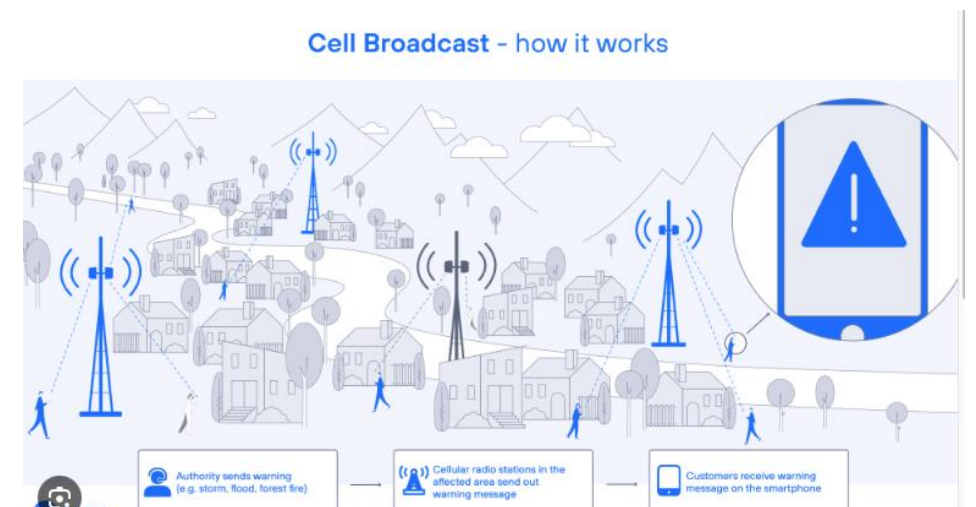 Cell Broadcast - how it works
Authority sends warning
(e.g. storm, flood, forest fire)
Cellular radio stations in the
affected area send out
warning message
Customers receive warning
message on the smartphone